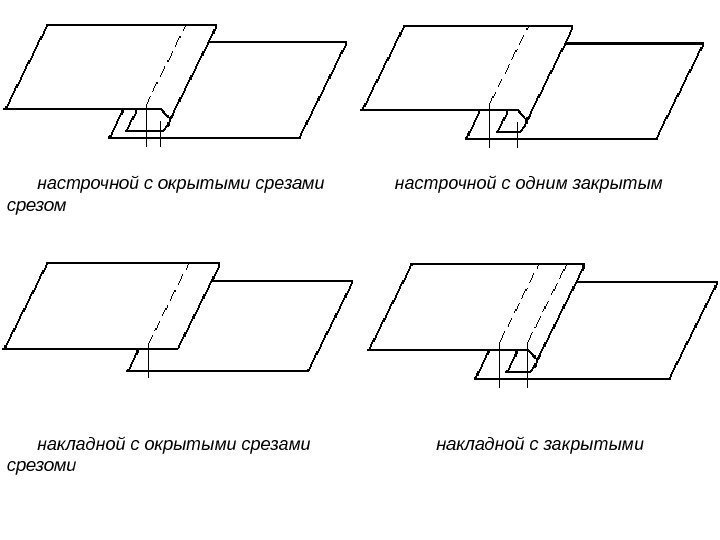 настрочной с окрытыми срезами настрочной с одним закрытым
срезом
накладной с окрытыми срезами накладной с закрытыми
срезоми